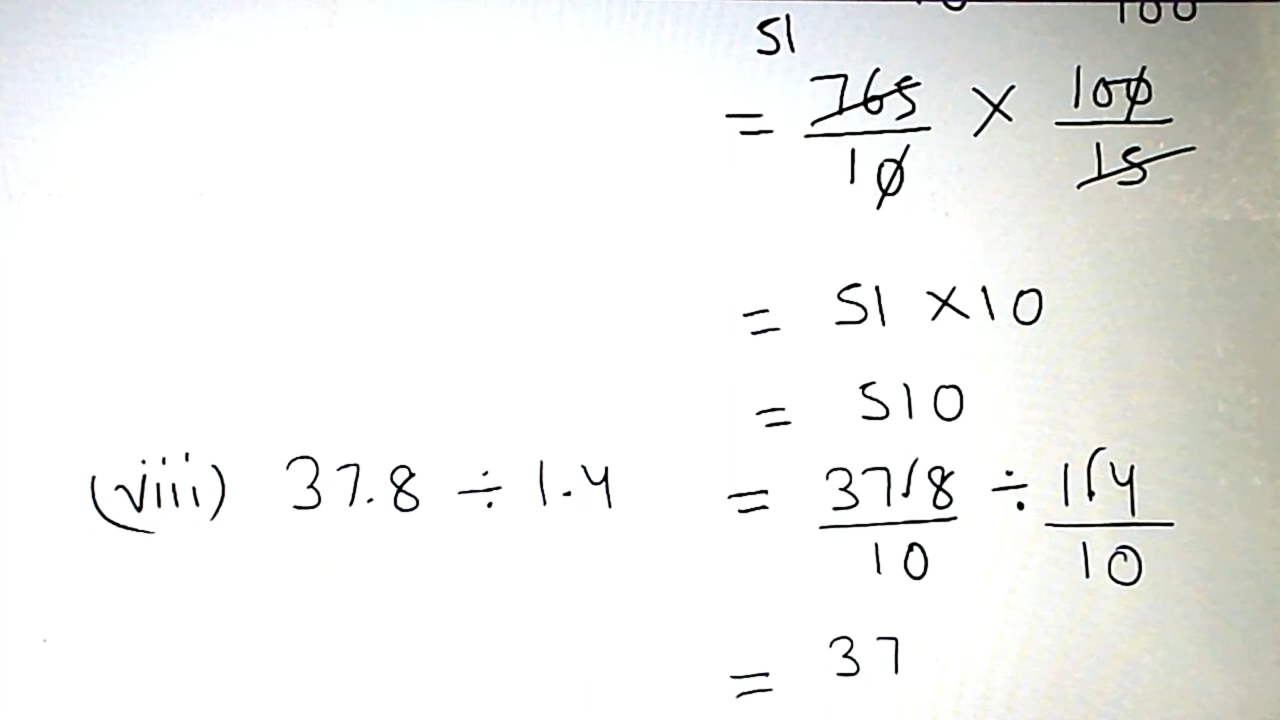 51
= 765/10 × 100/15
= 51 × 10
= 510
(viii) 37.8 ÷ 1.4 = 378/10 ÷ 14/10
= 37